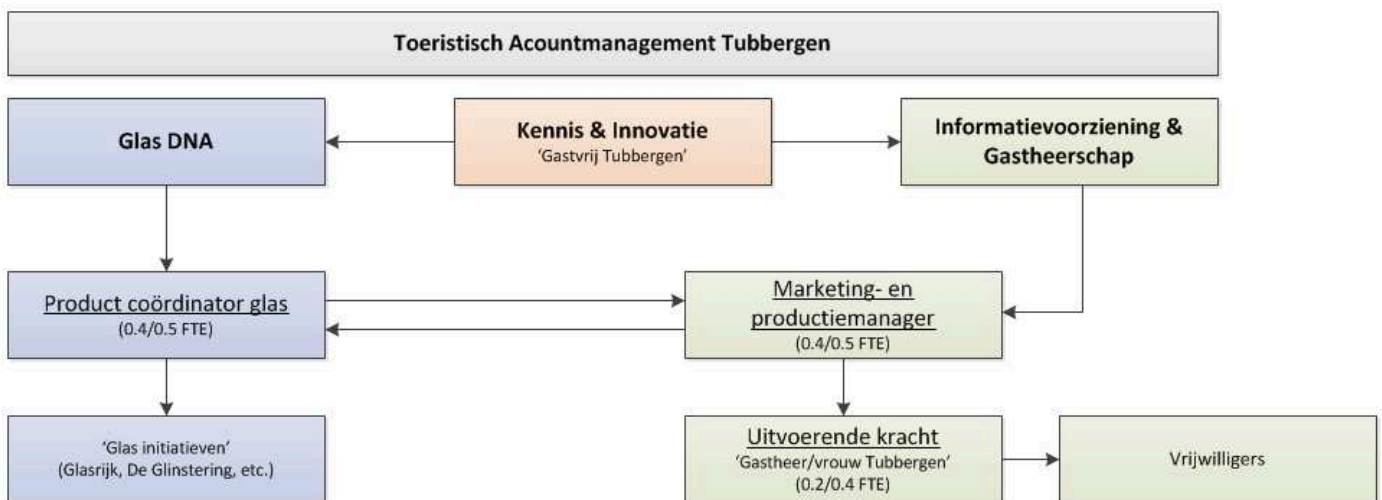 Toeristisch Acountmanagement Tubbergen
Glas DNA
Kennis & Innovatie
'Gastvrij Tubbergen'
Informatievoorziening &
Gastheerschap
Product coördinator glas
(0.4/0.5 FTE)
Marketing- en
productiemanager
(0.4/0.5 FTE)
'Glas initiatieven'
(Glasrijk, De Glinstering, etc.)
Uitvoerende kracht
'Gastheer/vrouw Tubbergen'
(0.2/0.4 FTE)
Vrijwilligers